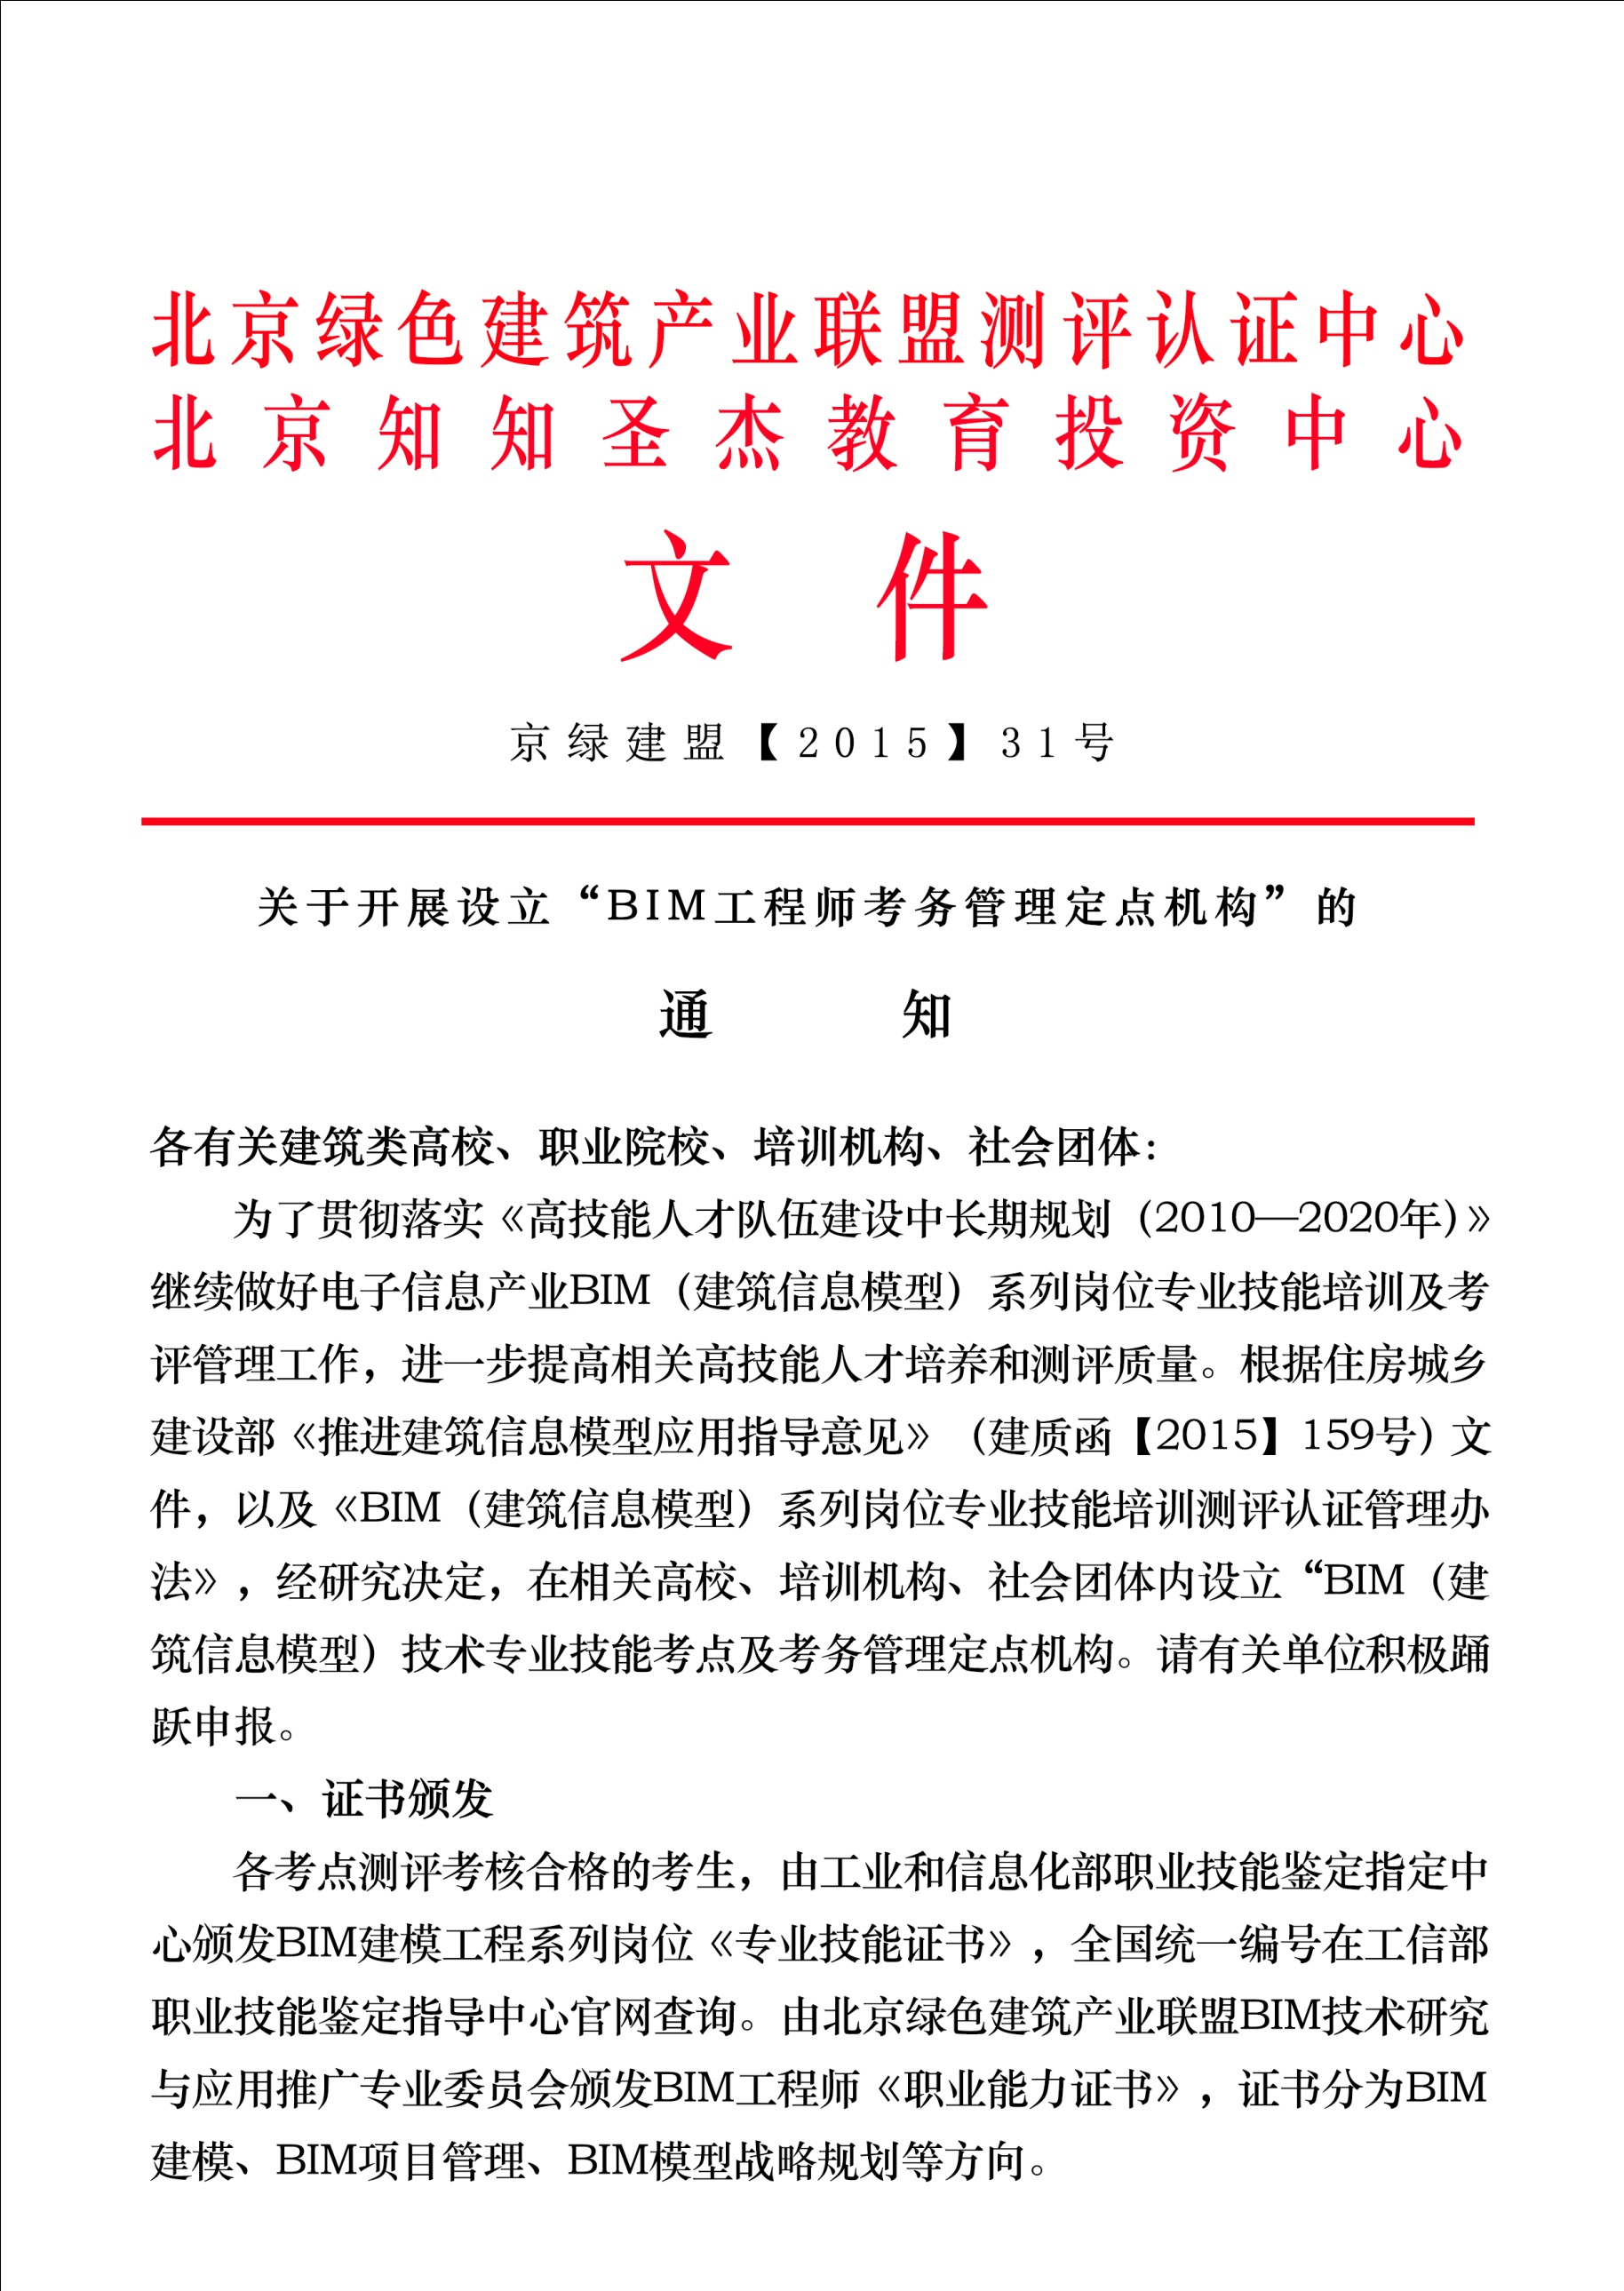 北京绿色建筑产业联盟测评认证中心
北京知知圣杰教育投资中心
文 件
京绿建盟【2015】31号
关于开展设立“BIM工程师考务管理定点机构”的
通 知
各有关建筑类高校、职业院校、培训机构、社会团体：
为了贯彻落实《高技能人才队伍建设中长期规划（2010—2020年）》
继续做好电子信息产业BIM（建筑信息模型）系列岗位专业技能培训及考
评管理工作，进一步提高相关高技能人才培养和测评质量。根据住房城乡
建设部《推进建筑信息模型应用指导意见》（建质函【2015】159号）文
件，以及《BIM（建筑信息模型）系列岗位专业技能培训测评认证管理办
法》，经研究决定，在相关高校、培训机构、社会团体内设立“BIM（建
筑信息模型）技术专业技能考点及考务管理定点机构。请有关单位积极踊
跃申报。
一、证书颁发
各考点测评考核合格的考生，由工业和信息化部职业技能鉴定指定中
心颁发BIM建模工程系列岗位《专业技能证书》，全国统一编号在工信部
职业技能鉴定指导中心官网查询。由北京绿色建筑产业联盟BIM技术研究
与应用推广专业委员会颁发BIM工程师《职业能力证书》，证书分为BIM
建模、BIM项目管理、BIM模型战略规划等方向。